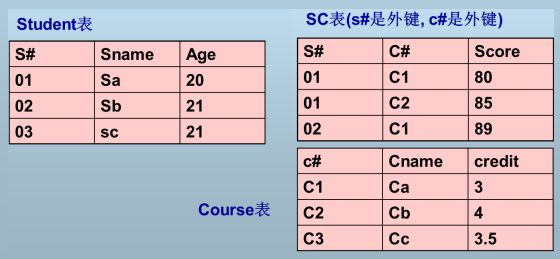 Student表
S# Sname Age
01 Sa 20
02 Sb 21
03 sc 21
SC表(s#是外键, c#是外键)
S# C# Score
01 C1 80
01 C2 85
02 C1 89
Course表
c# Cname credit
C1 Ca 3
C2 Cb 4
C3 Cc 3.5